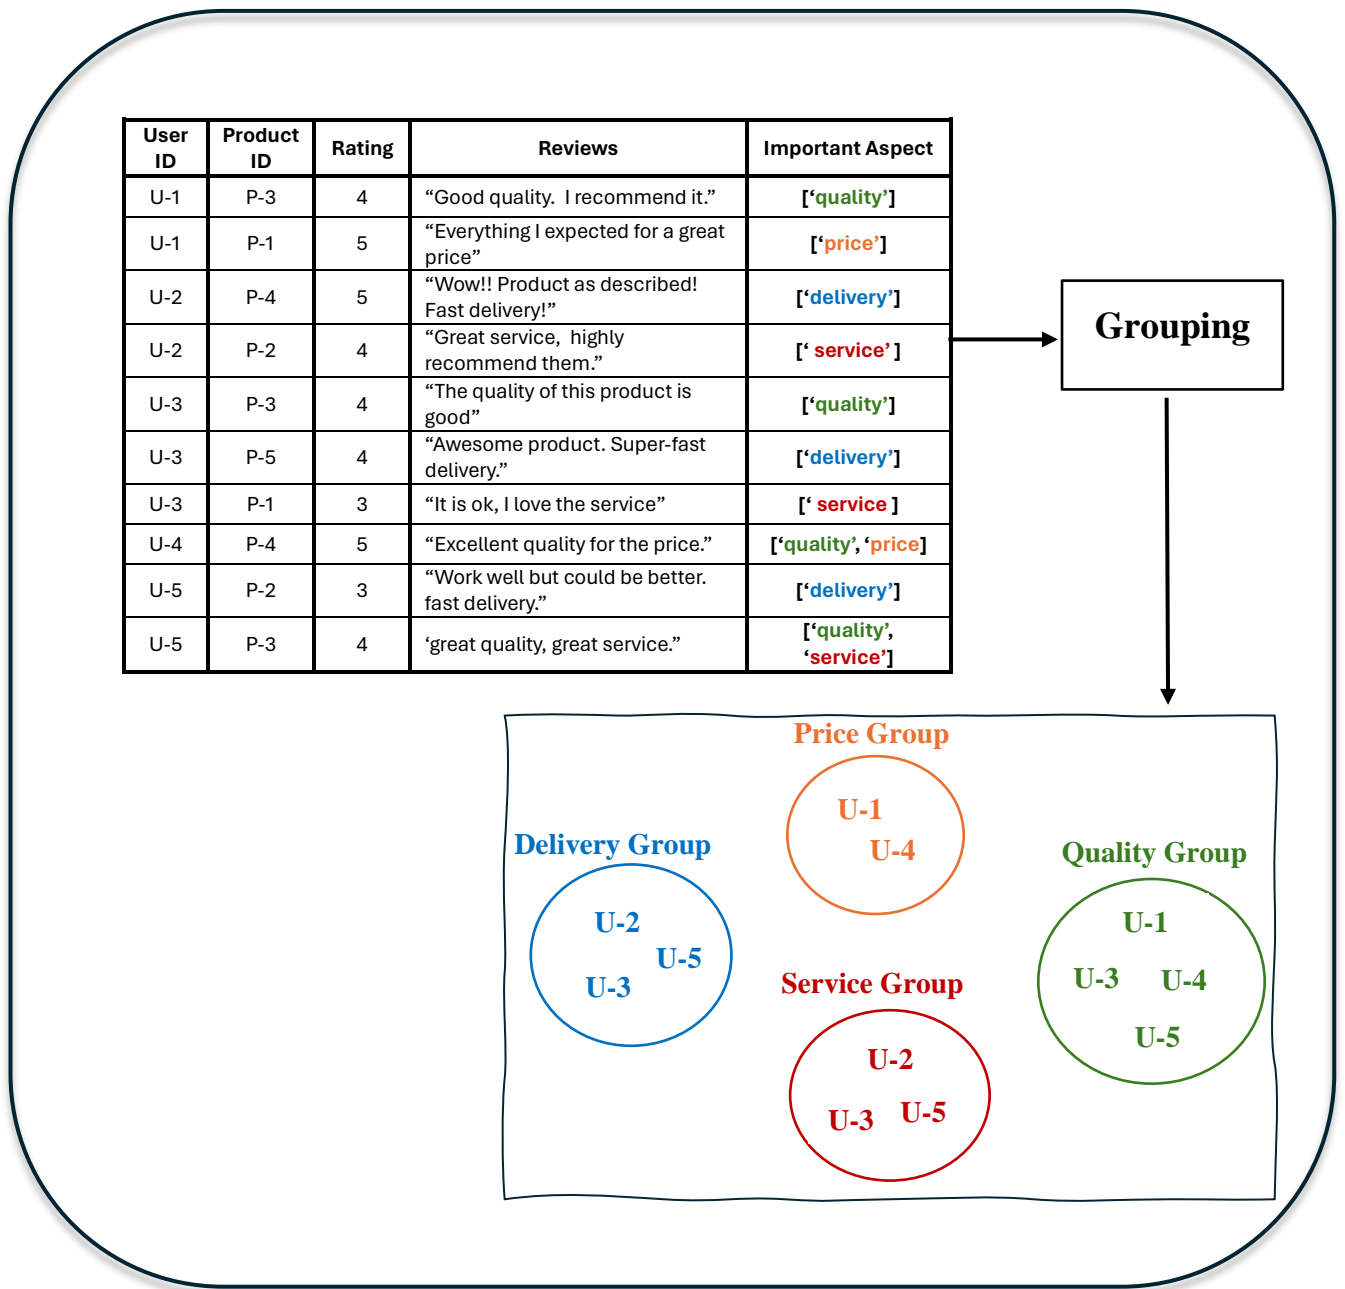 User ID Product ID Rating Reviews Important Aspect
U-1 P-3 4 “Good quality. I recommend it.” [‘quality’]
U-1 P-1 5 “Everything I expected for a great price” [‘price’]
U-2 P-4 5 “Wow!! Product as described! Fast delivery!” [‘delivery’]
U-2 P-2 4 “Great service, highly recommend them.” [‘ service’ ]
U-3 P-3 4 “The quality of this product is good” [‘quality’]
U-3 P-5 4 “Awesome product. Super-fast delivery.” [‘delivery’]
U-3 P-1 3 “It is ok, I love the service” [‘ service ]
U-4 P-4 5 “Excellent quality for the price.” [‘quality’, ‘price]
U-5 P-2 3 “Work well but could be better. fast delivery.” [‘delivery’]
U-5 P-3 4 ‘great quality, great service.” [‘quality’, ‘service’]
Grouping
Price Group
U-1
U-4
Delivery Group
U-2
U-5
U-3
Quality Group
U-1
U-3 U-4
U-5
Service Group
U-2
U-3 U-5